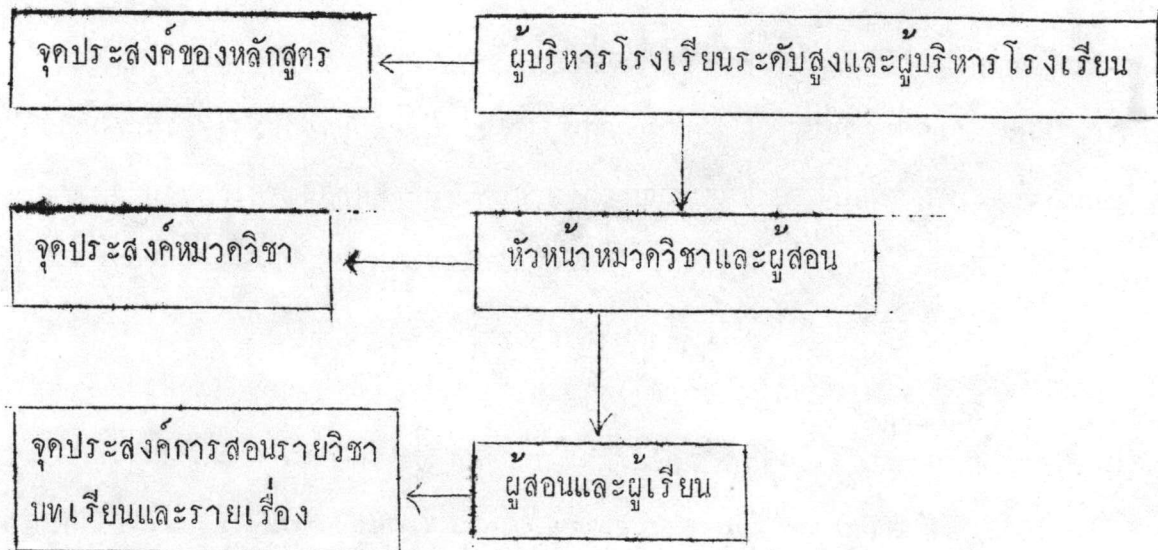 จุดประสงค์ของหลักสูตร
ผู้บริหารโรงเรียนระดับสูงและผู้บริหารโรงเรียน
จุดประสงค์หมวดวิชา
หัวหน้าหมวดวิชาและผู้สอน
จุดประสงค์การสอนรายวิชา
บทเรียนและรายเรื่อง
ผู้สอนและผู้เรียน